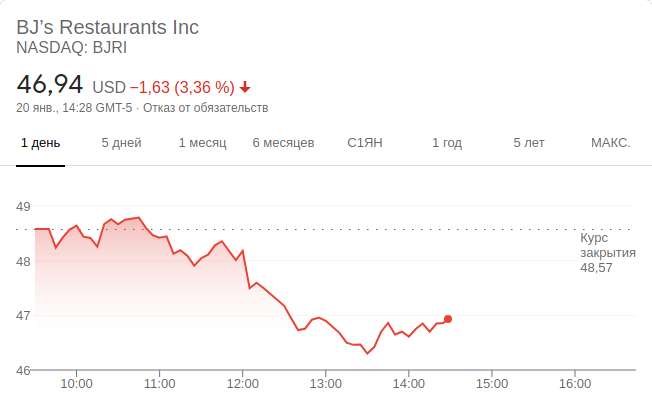 BJ’s Restaurants Inc
NASDAQ: BJRI
46,94 USD −1,63 (3,36 %)
20 янв., 14:28 GMT-5 · Отказ от обязательств
1 день 5 дней 1 месяц 6 месяцев С1ЯН 1 год 5 лет МАКС.
49
Курс
закрытия
48,57
48
47
46
10:00 11:00 12:00 13:00 14:00 15:00 16:00